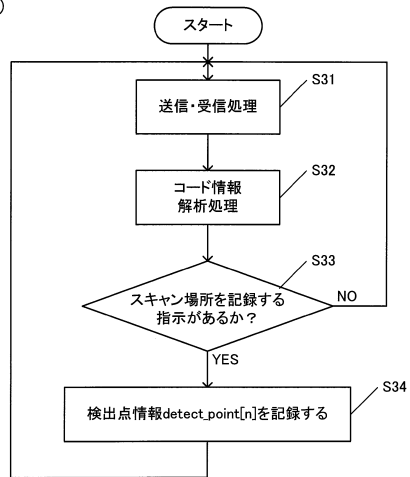 スタート
S31
送信・受信処理
S32
コード情報
解析処理
S33
スキャン場所を記録する
指示があるか?
NO
YES
S34
検出点情報detect_point[n]を記録する